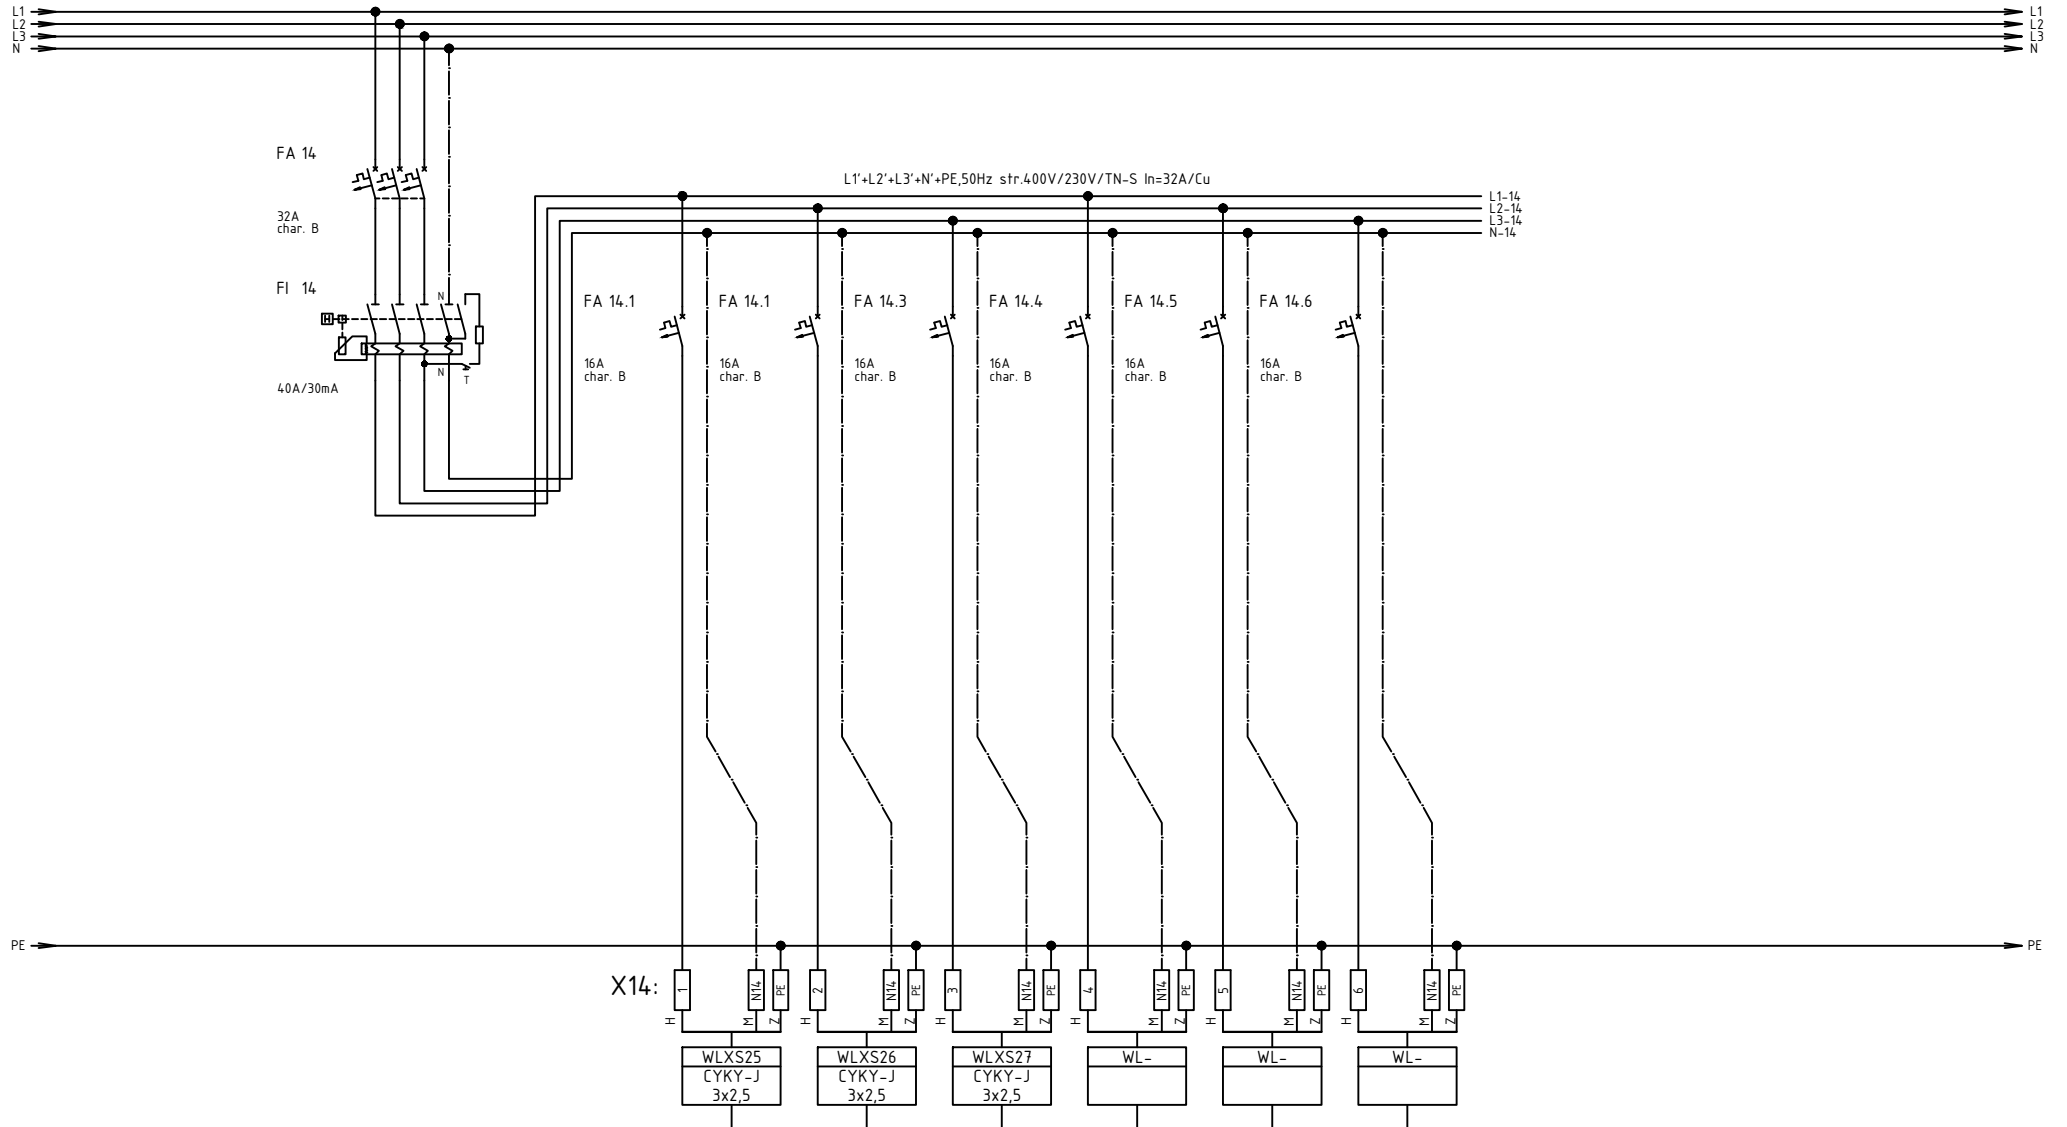 L1 L1
L2 L2
L3 L3
N N
FA 14
32A
char. B
FI 14
40A/30mA
N
N
T
L1'+L2'+L3'+N'+PE,50Hz str.400V/230V/TN-S In=32A/Cu
L1-14
L2-14
L3-14
N-14
FA 14.1 FA 14.1 FA 14.3 FA 14.4 FA 14.5 FA 14.6
16A 16A 16A 16A 16A 16A
char. B char. B char. B char. B char. B char. B
PE PE
X14: 1 N14 PE 2 N14 PE 3 N14 PE 4 N14 PE 5 N14 PE 6 N14 PE
H M Z H M Z H M Z H M Z H M Z H M Z
WLXS25 WLXS26 WLXS27 WL- WL- WL-
CYKY-J CYKY-J CYKY-J
3x2,5 3x2,5 3x2,5